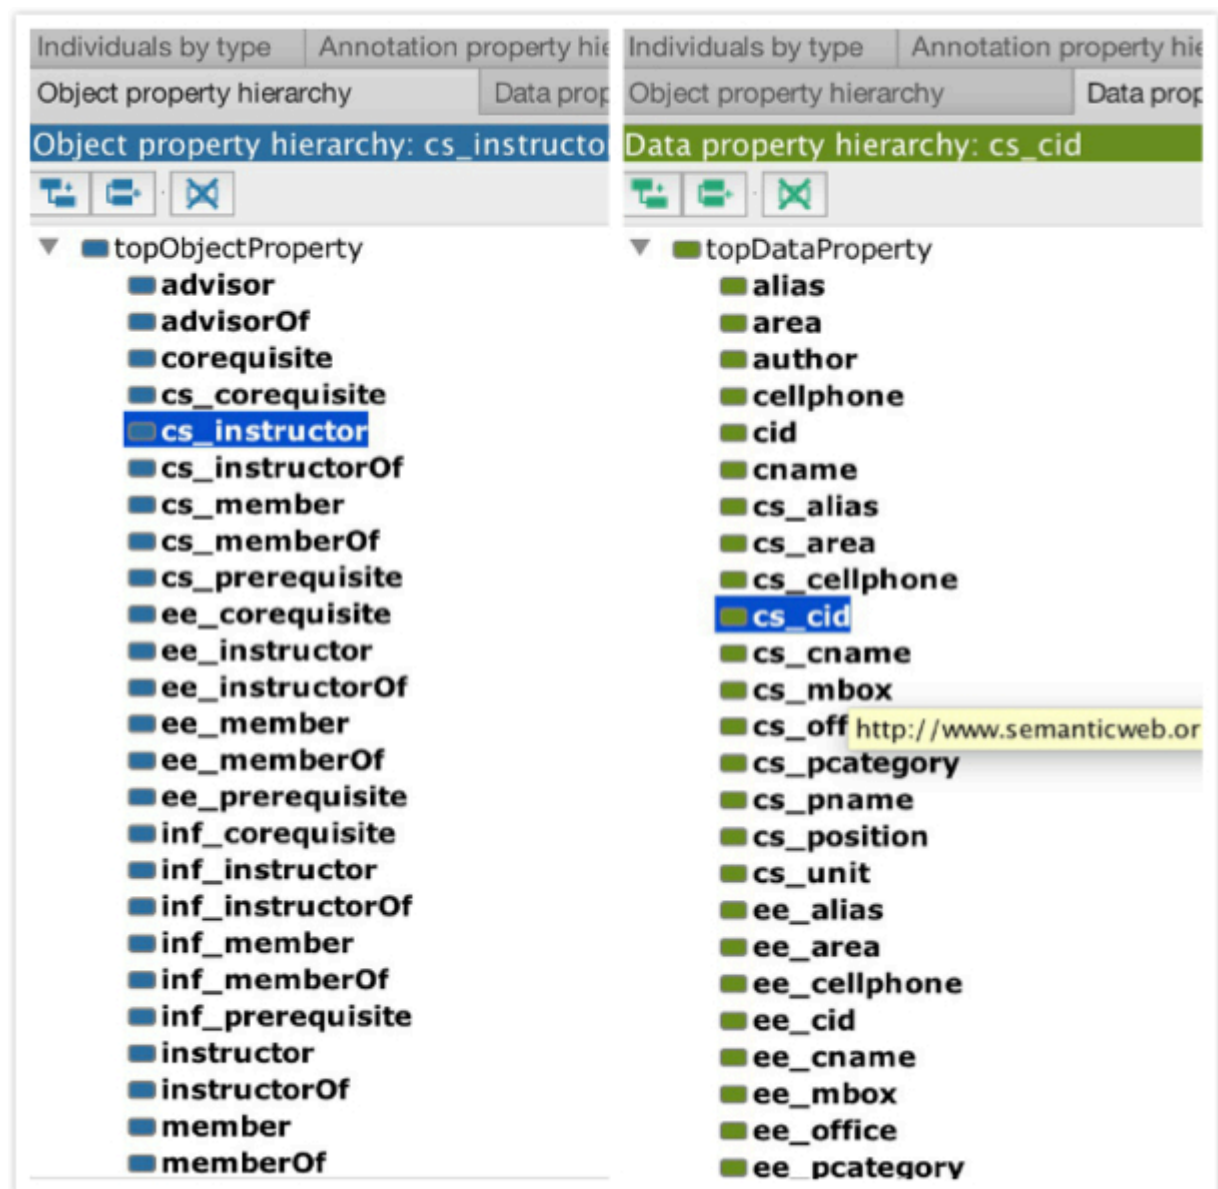 Individuals by type Annotation property hie
Object property hierarchy Data prop
Object property hierarchy: cs_instructo
topObjectProperty
advisor
advisorOf
corequisite
cs_corequisite
cs_instructor
cs_instructorOf
cs_member
cs_memberOf
cs_prerequisite
ee_corequisite
ee_instructor
ee_instructorOf
ee_member
ee_memberOf
ee_prerequisite
inf_corequisite
inf_instructor
inf_instructorOf
inf_member
inf_memberOf
inf_prerequisite
instructor
instructorOf
member
memberOf
Individuals by type Annotation property hie
Object property hierarchy Data prop
Data property hierarchy: cs_cid
topDataProperty
alias
area
author
cellphone
cid
cname
cs_alias
cs_area
cs_cellphone
cs_cid
cs_cname
cs_mbox
cs_off
http://www.semanticweb.or
cs_pcategory
cs_pname
cs_position
cs_unit
ee_alias
ee_area
ee_cellphone
ee_cid
ee_cname
ee_mbox
ee_office
ee_pcategory